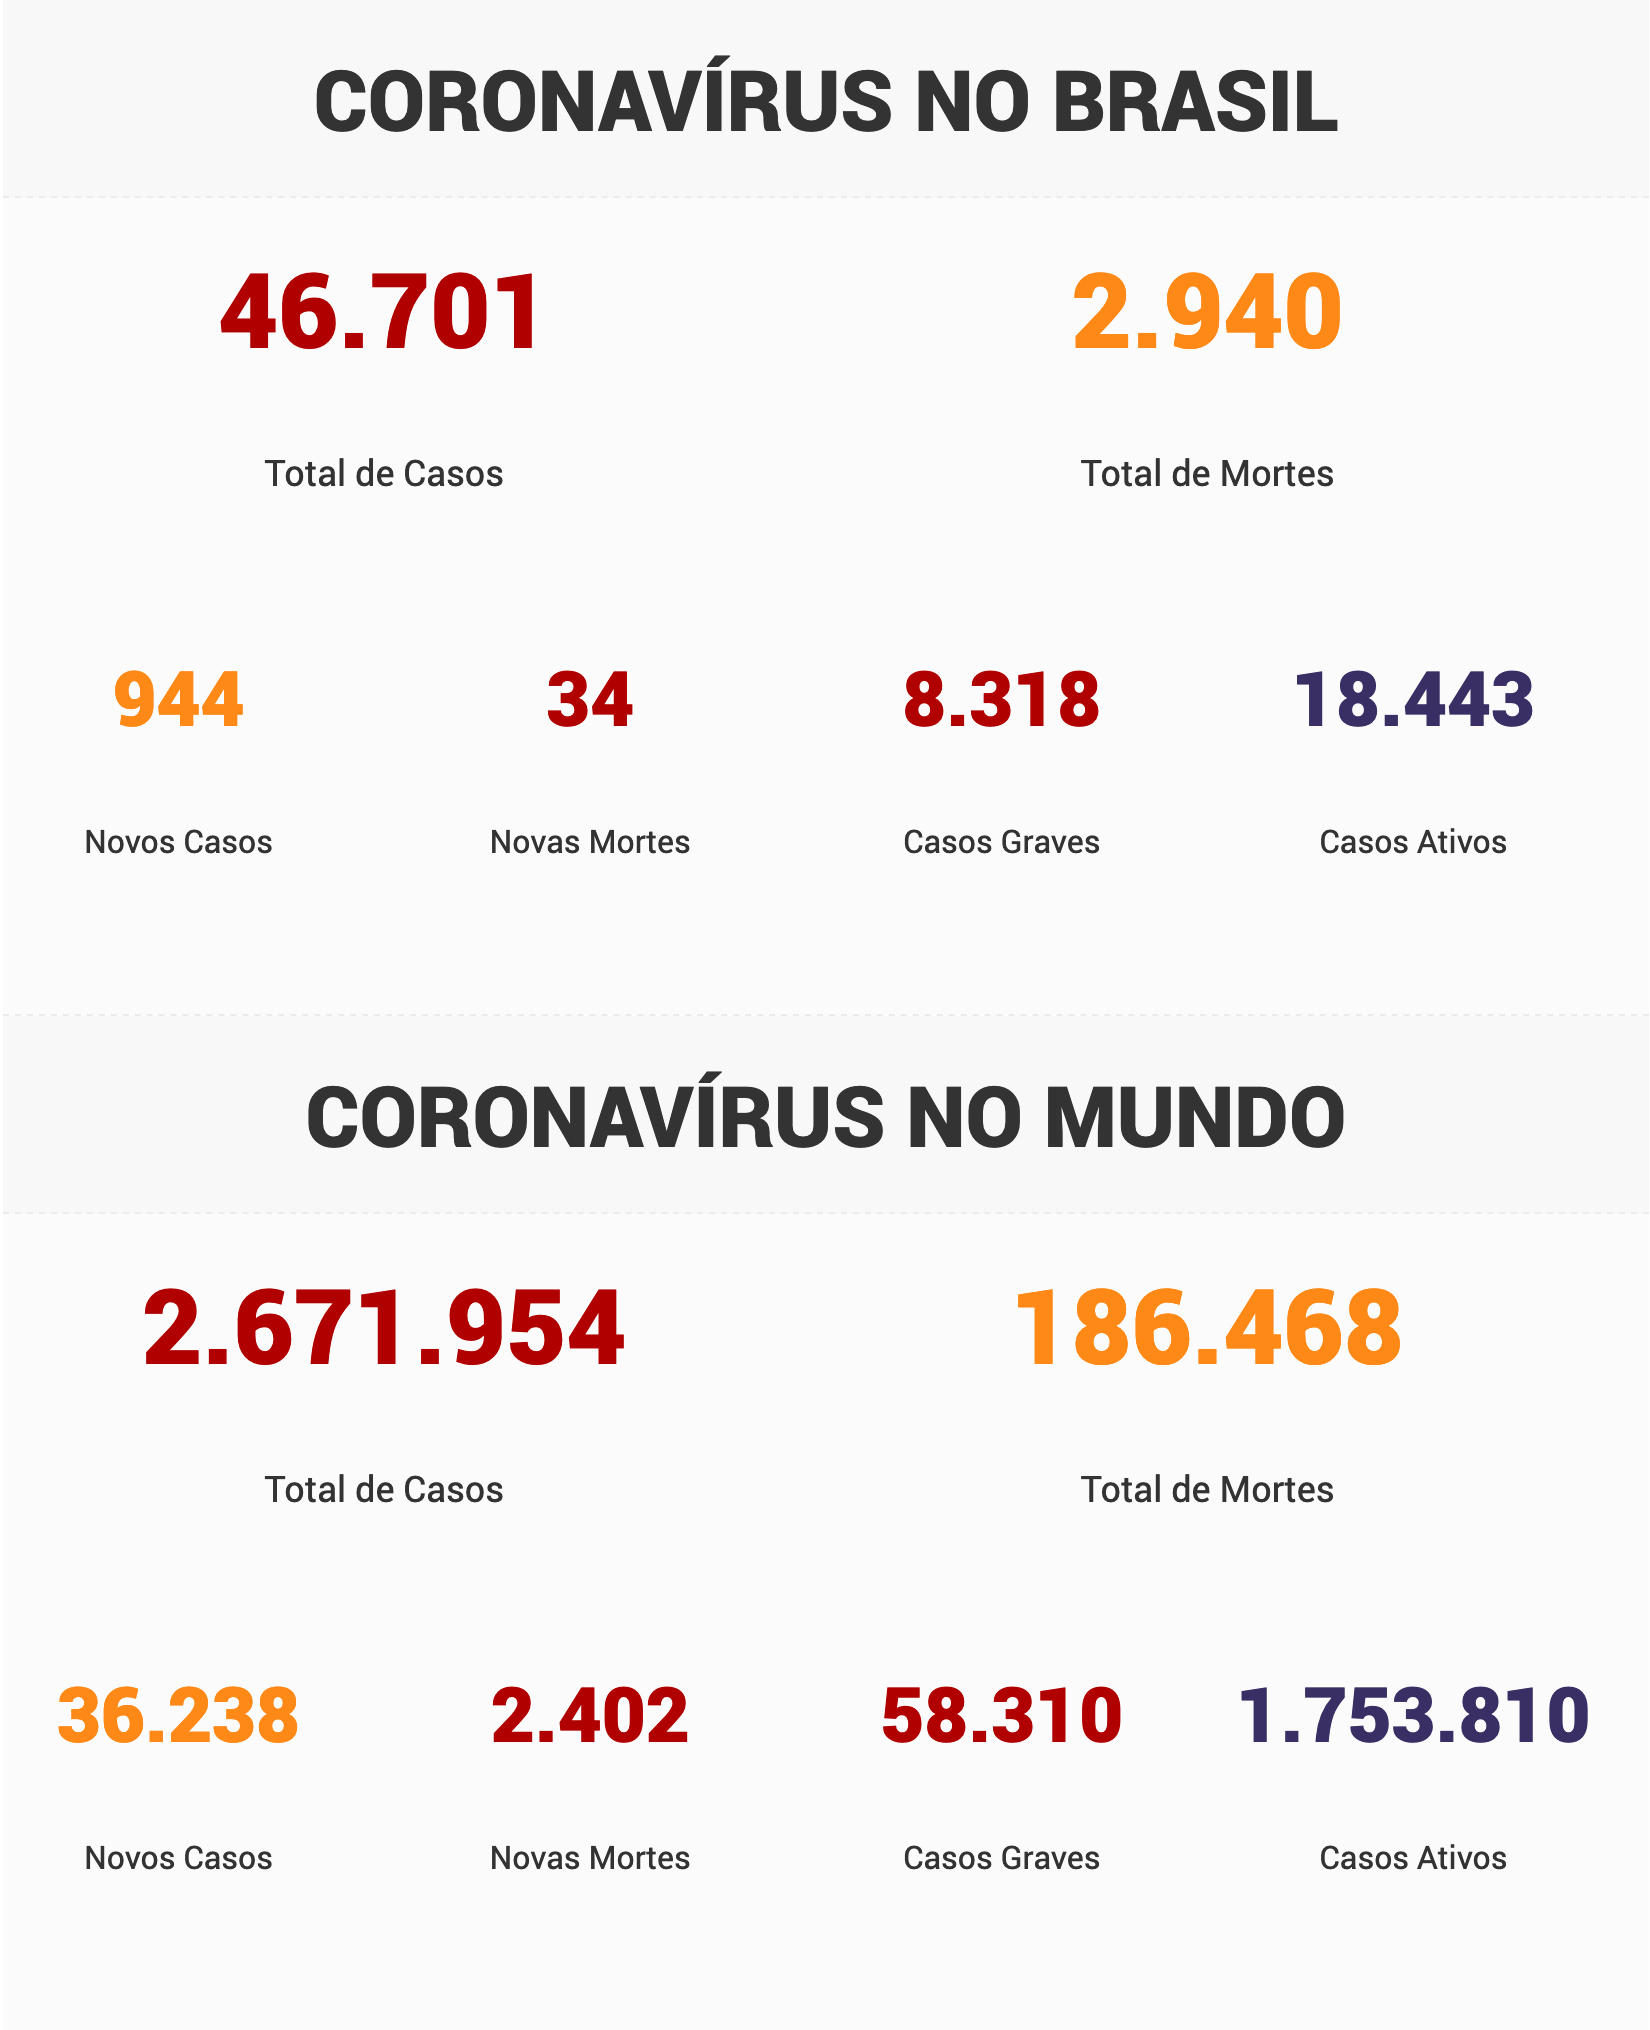 CORONAVÍRUS NO BRASIL
46.701 2.940
Total de Casos Total de Mortes
944 34 8.318 18.443
Novos Casos Novas Mortes Casos Graves Casos Ativos
CORONAVÍRUS NO MUNDO
2.671.954 186.468
Total de Casos Total de Mortes
36.238 2.402 58.310 1.753.810
Novos Casos Novas Mortes Casos Graves Casos Ativos